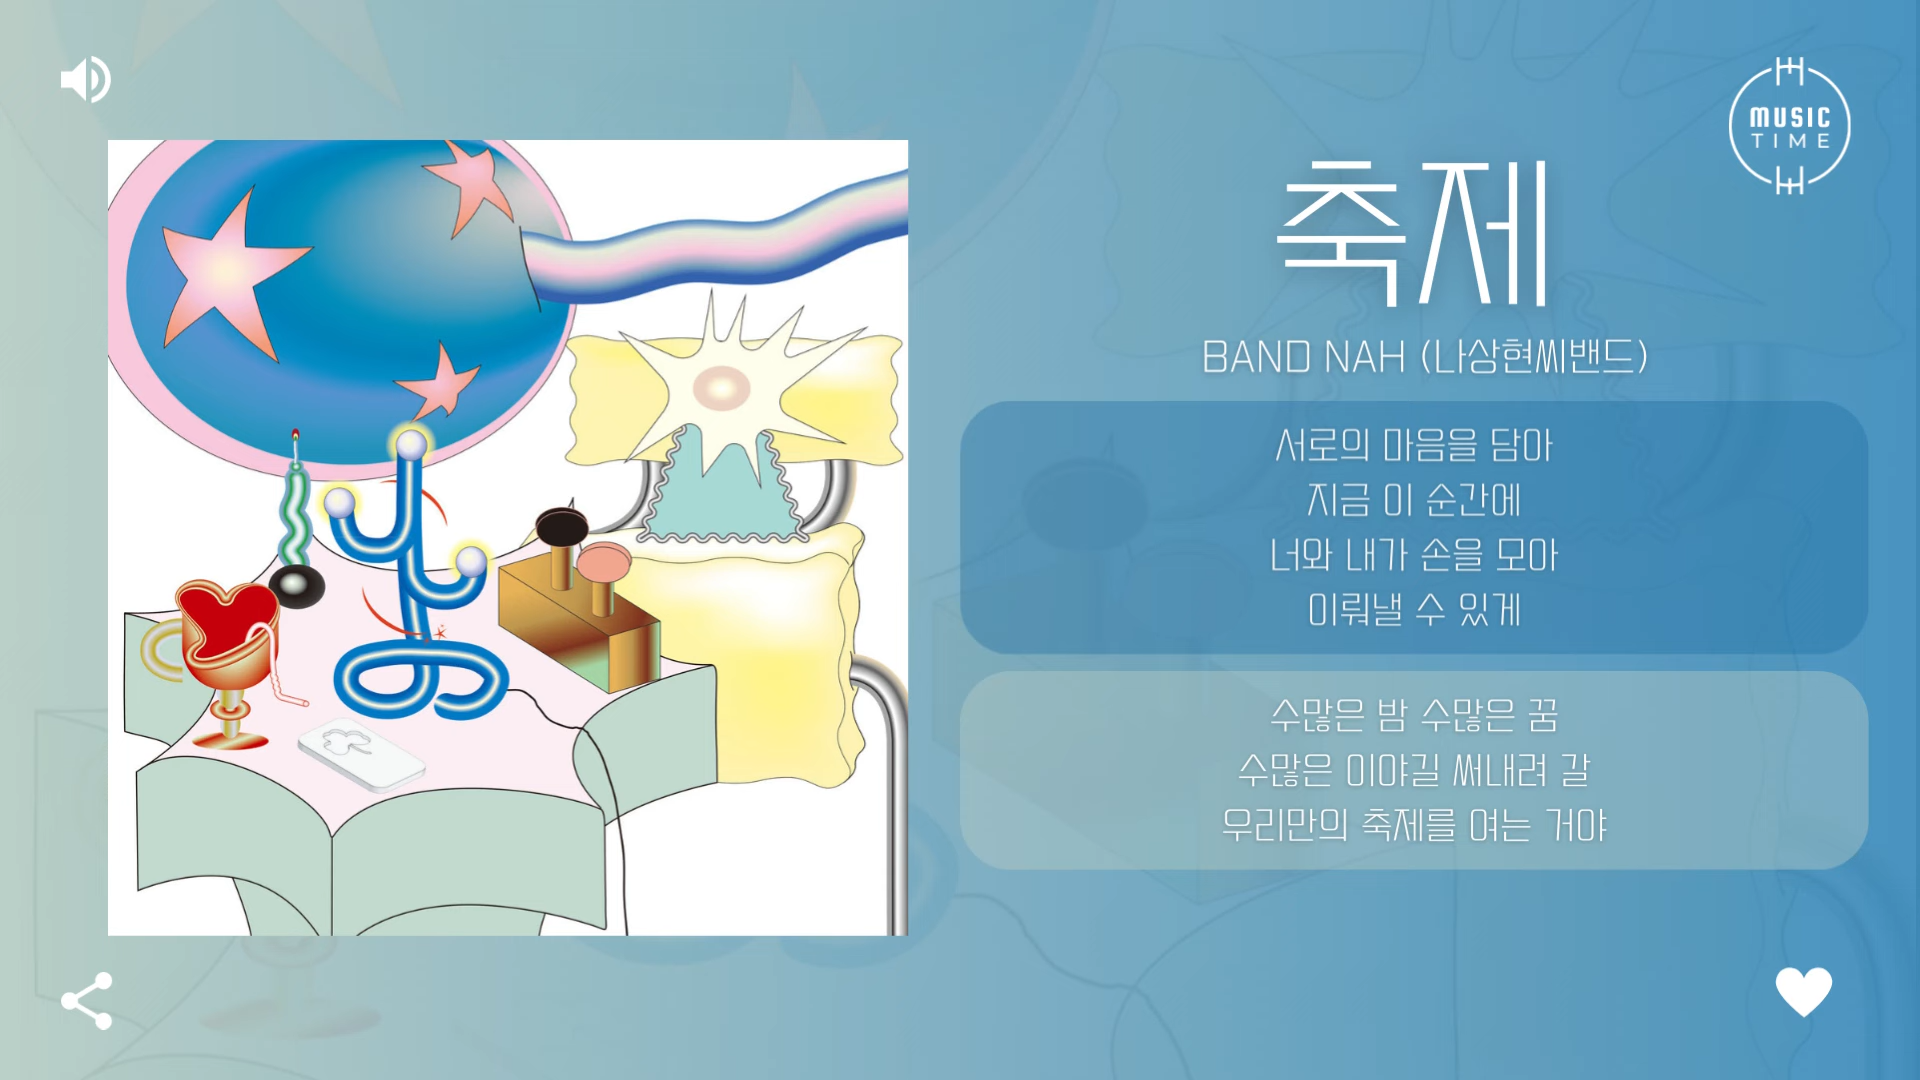 MUSIC
TIME
축제
BAND NAH (나상현씨밴드)
서로의 마음을 담아
지금 이 순간에
너와 내가 손을 모아
이뤄낼 수 있게
수많은 밤 수많은 꿈
수많은 이야길 써내려 갈
우리만의 축제를 여는 거야